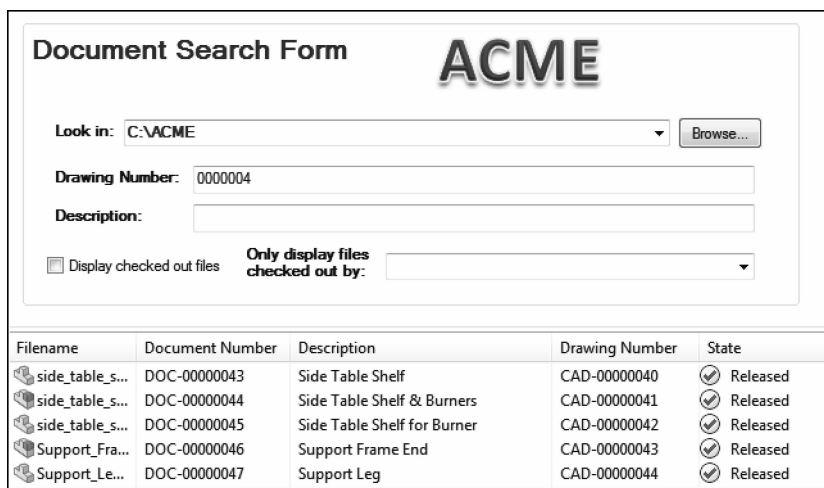 Document Search Form
ACME
Look in: C:\ACME Browse...
Drawing Number: 0000004
Description:
Display checked out files Only display files checked out by:
Filename Document Number Description Drawing Number State
side_table_s... DOC-00000043 Side Table Shelf CAD-00000040 Released
side_table_s... DOC-00000044 Side Table Shelf & Burners CAD-00000041 Released
side_table_s... DOC-00000045 Side Table Shelf for Burner CAD-00000042 Released
Support_Fra... DOC-00000046 Support Frame End CAD-00000043 Released
Support_Le... DOC-00000047 Support Leg CAD-00000044 Released